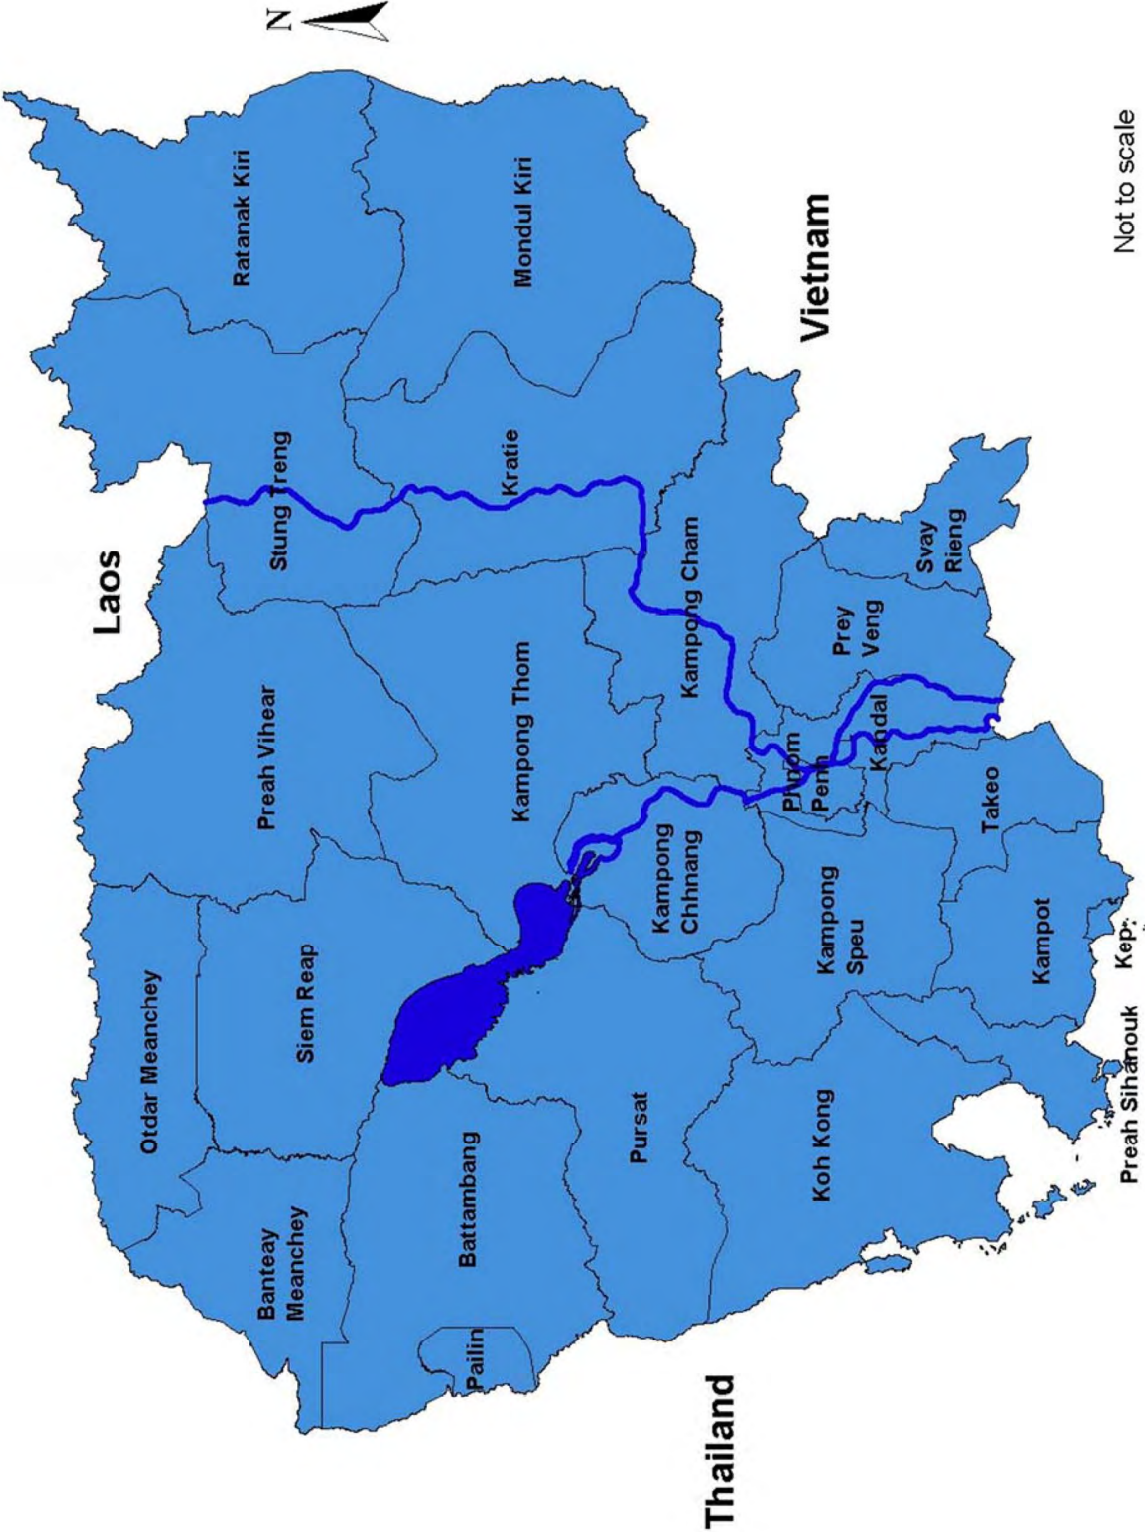 N
Laos
Ratanak Kiri
Stung Treng
Preah Vihear
Otdar Meanchey
Banteay
Meanchey
Siem Reap
Mondul Kiri
Kratie
Kampong Thom
Battambang
Pailin
Pursat
Kampong
Chhnang
Kampong Cham
Vietnam
Thailand
Phnom
Penh
Prey
Veng
Svay
Rieng
Kandal
Kampong
Speu
Koh Kong
Takeo
Kampot
Kep
Preah Sihanouk
Not to scale